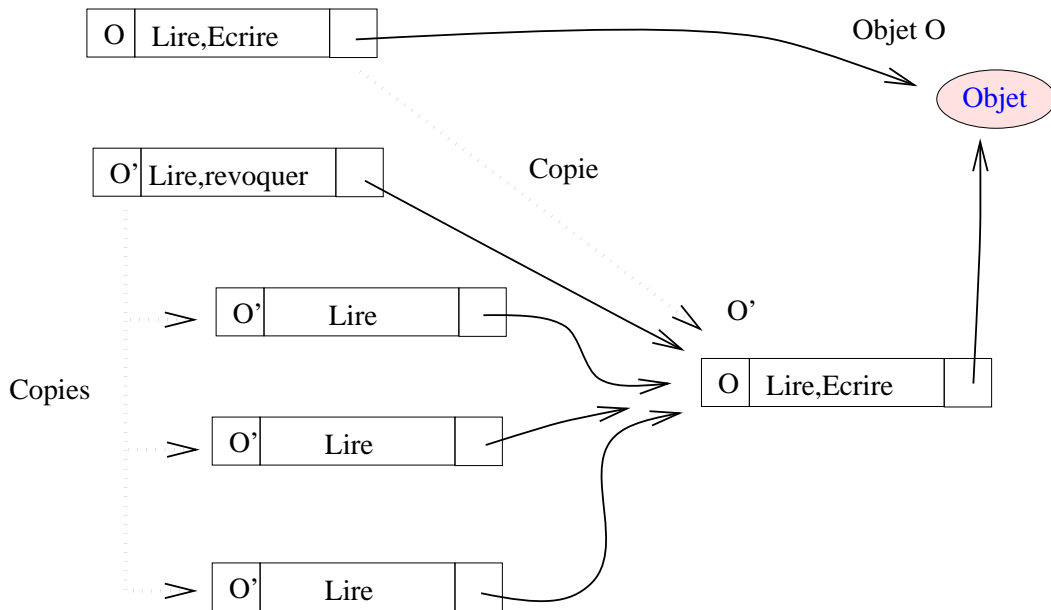 O Lire,Ecrire
Objet O
Objet
O’ Lire,revoquer
Copie
O’ Lire
O’
O Lire,Ecrire
Copies
O’ Lire
O’ Lire